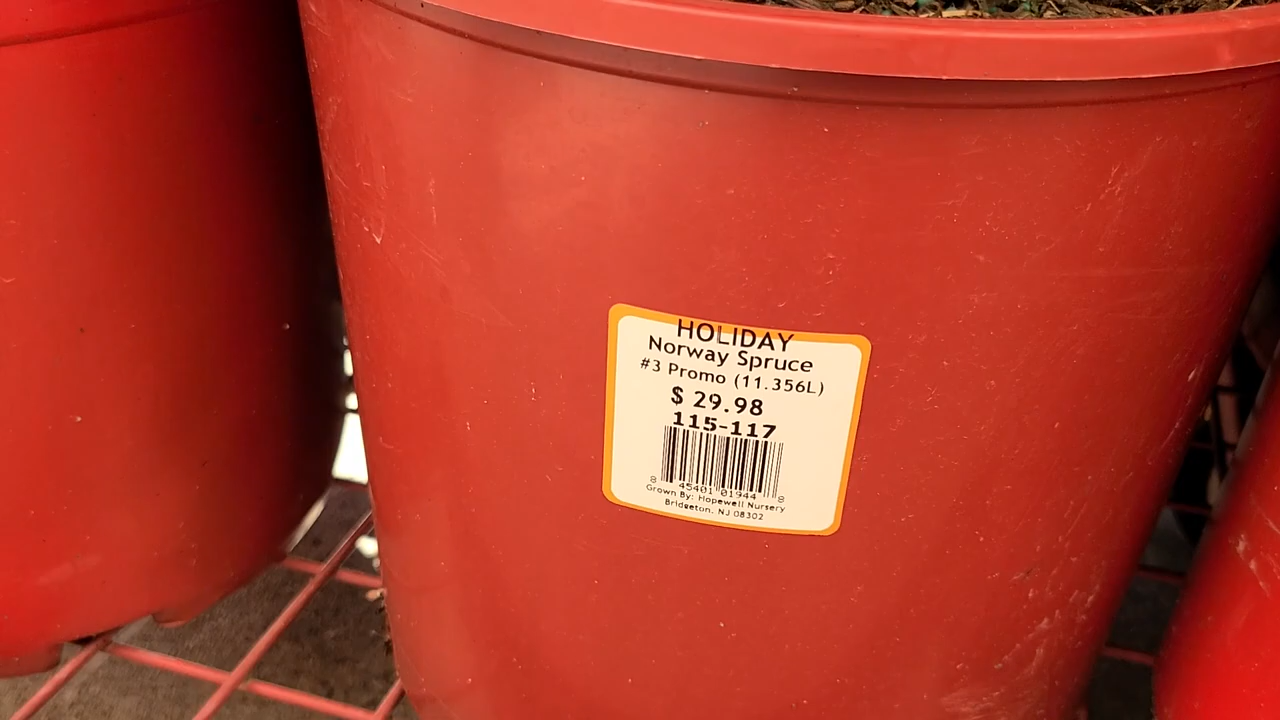 HOLIDAY
Norway Spruce
#3 Promo (11.356L)
$ 29.98
115-117
8 45401 01944 8
Grown By: Hopewell Nursery
Bridgeton, NJ 08302